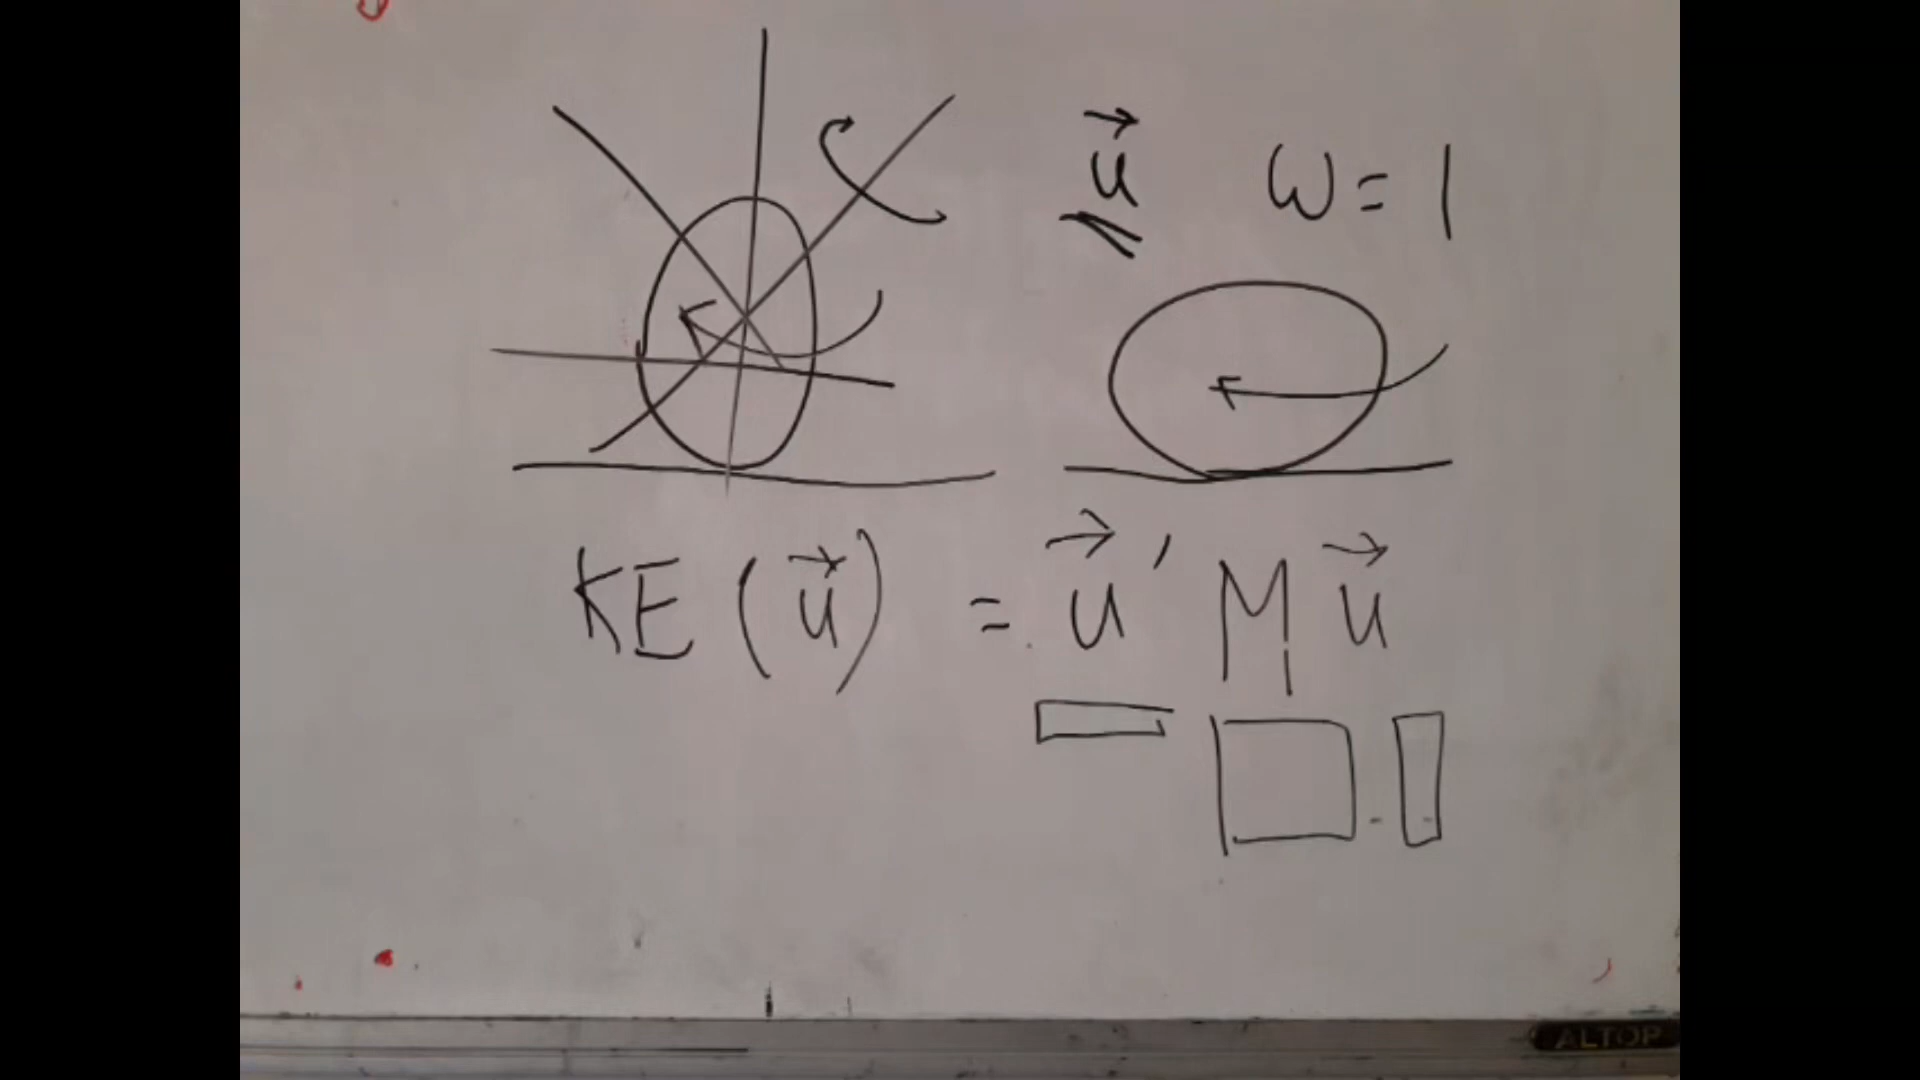 u⃗ ω = 1
KE (u⃗) = u⃗′ M u⃗
ALTOP